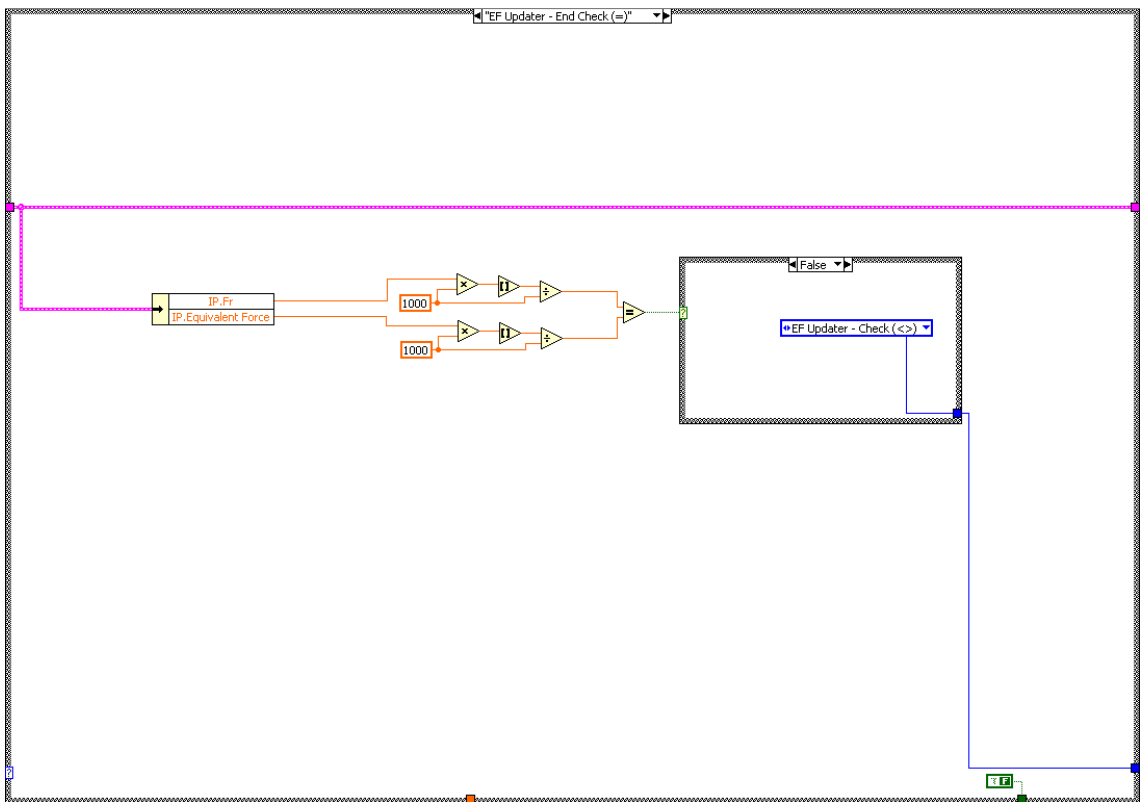 "EF Updater - End Check (=)"
IP.Fr
IP.Equivalent Force
1000
1000
×
×
÷
÷
=
False
?
EF Updater - Check (<>)
?
F